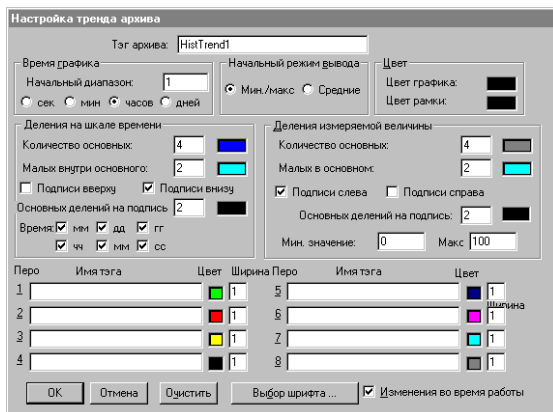 Настройка тренда архива
Тэг архива: HistTrend1
Время графика
Начальный диапазон: 1
сек мин часов дней
Начальный режим вывода
Мин./макс Средние
Цвет
Цвет графика:
Цвет рамки:
Деления на шкале времени
Количество основных: 4
Малых внутри основного: 2
Подписи вверху Подписи внизу
Основных делений на подпись 2
Время: мм дд гг
чч мм сс
Деления измеряемой величины
Количество основных: 4
Малых в основном: 2
Подписи слева Подписи справа
Основных делений на подпись: 2
Мин. значение: 0 Макс 100
Перо Имя тэга Цвет Ширина Перо Имя тэга Цвет
Ширина
1 1 5 1
2 1 6 1
3 1 7 1
4 1 8 1
OK Отмена Очистить Выбор шрифта ... Изменения во время работы